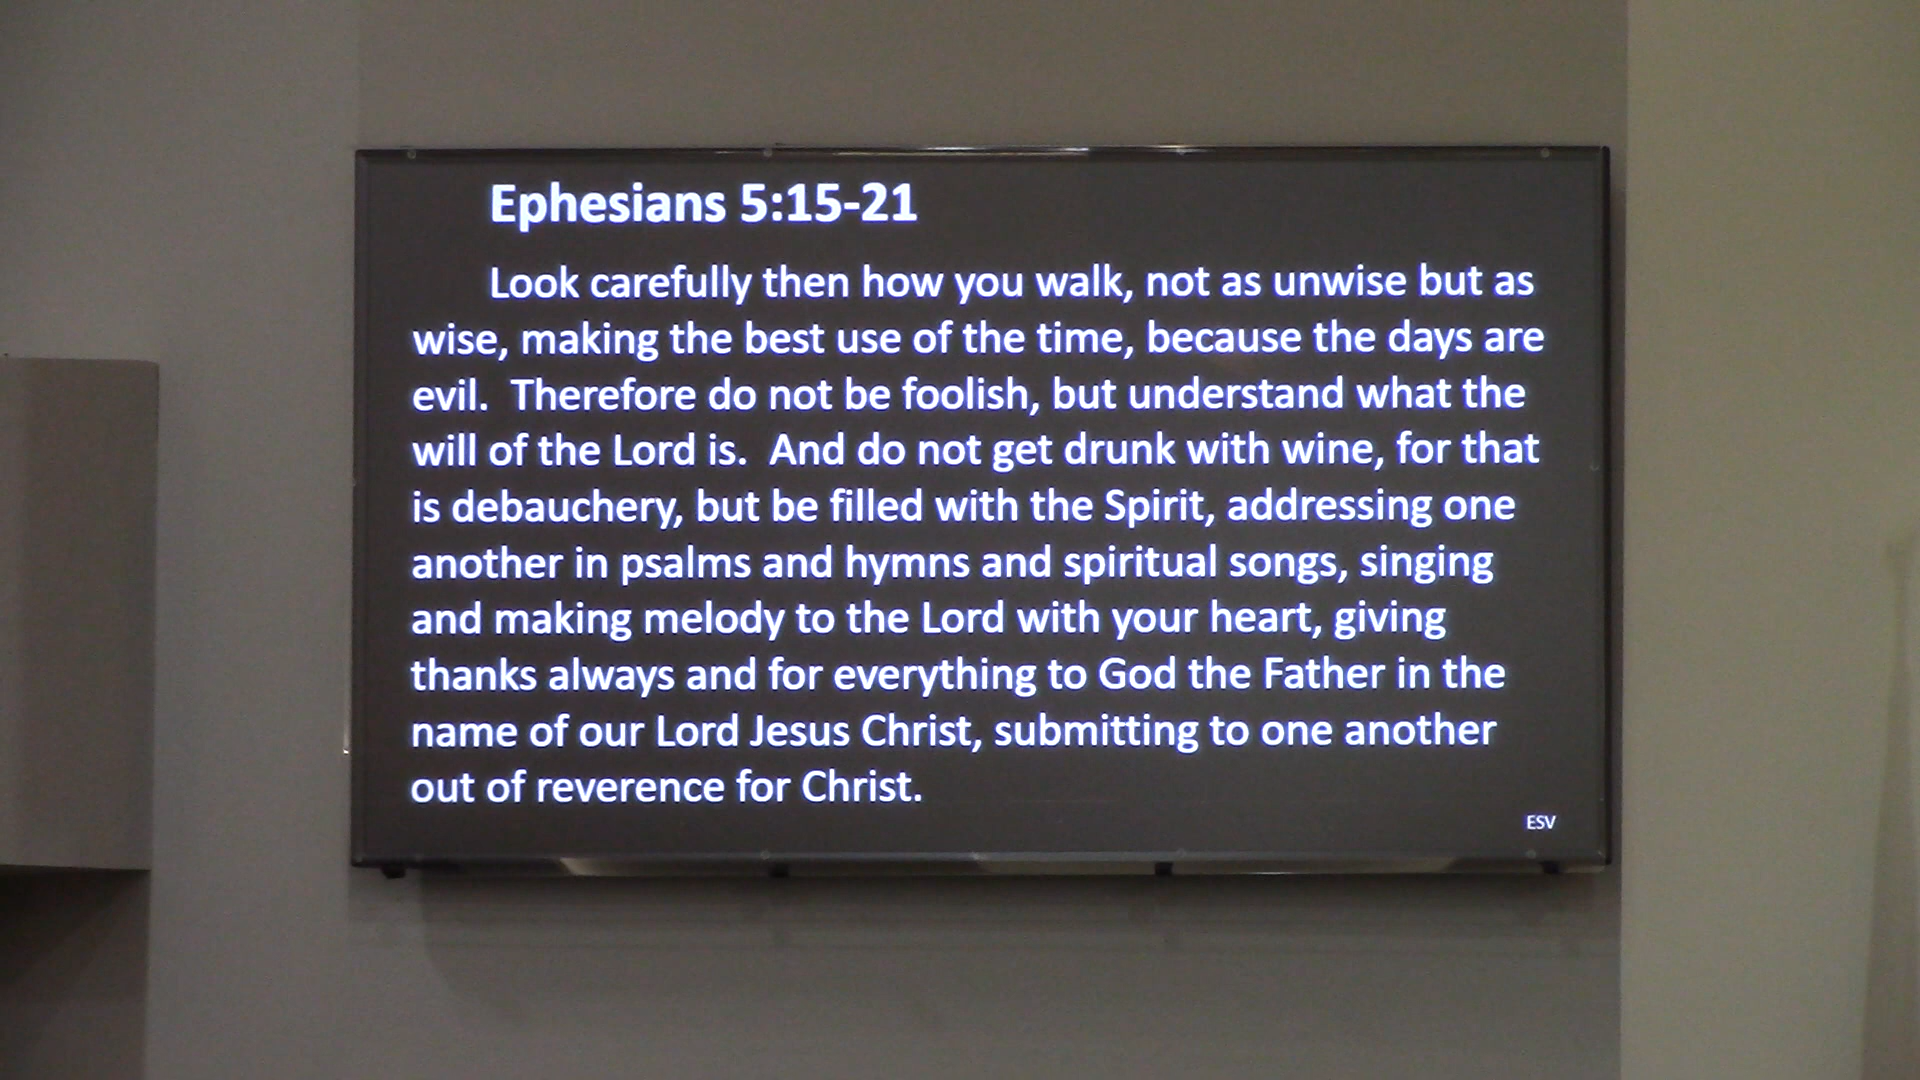 Ephesians 5:15-21
Look carefully then how you walk, not as unwise but as
wise, making the best use of the time, because the days are
evil.  Therefore do not be foolish, but understand what the
will of the Lord is.  And do not get drunk with wine, for that
is debauchery, but be filled with the Spirit, addressing one
another in psalms and hymns and spiritual songs, singing
and making melody to the Lord with your heart, giving
thanks always and for everything to God the Father in the
name of our Lord Jesus Christ, submitting to one another
out of reverence for Christ.
ESV